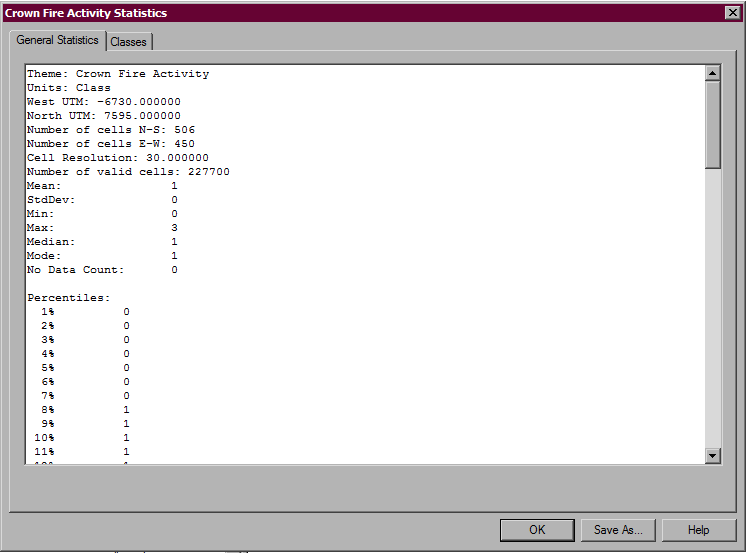 Crown Fire Activity Statistics
General Statistics
Classes
Theme: Crown Fire Activity
Units: Class
West UTM: -6730.000000
North UTM: 7595.000000
Number of cells N-S: 506
Number of cells E-W: 450
Cell Resolution: 30.000000
Number of valid cells: 227700
Mean: 1
StdDev: 0
Min: 0
Max: 3
Median: 1
Mode: 1
No Data Count: 0
Percentiles:
1% 0
2% 0
3% 0
4% 0
5% 0
6% 0
7% 0
8% 1
9% 1
10% 1
11% 1
OK
Save As...
Help